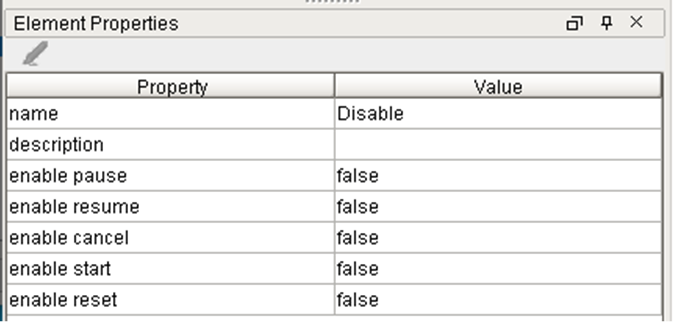 Element Properties
Property Value
name Disable
description
enable pause false
enable resume false
enable cancel false
enable start false
enable reset false